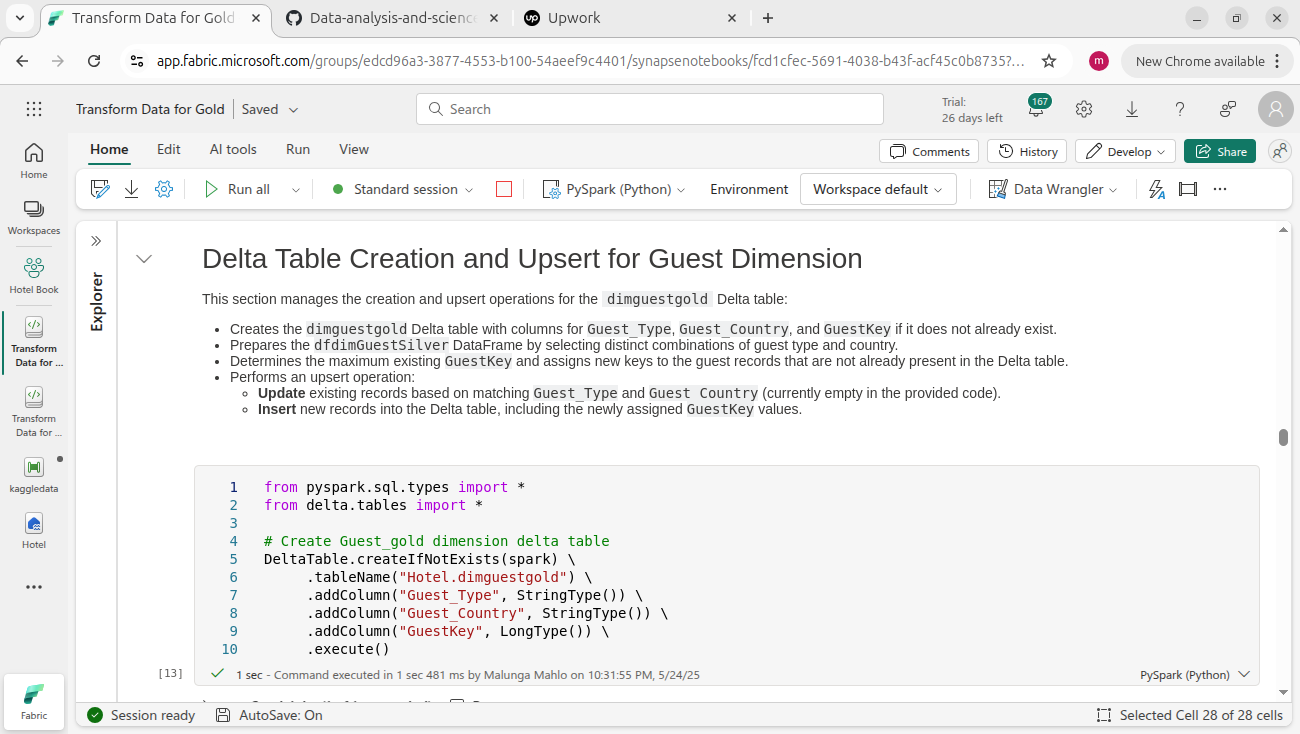 Transform Data for Gold
Data-analysis-and-science
Upwork
app.fabric.microsoft.com/groups/edcd96a3-3877-4553-b100-54aeef9c4401/synapsenotebooks/fcd1cfec-5691-4038-b43f-acf45c0b8735?...
m
New Chrome available
Transform Data for Gold
Saved
Search
Trial:
26 days left
167
Home
Edit
AI tools
Run
View
Comments
History
Develop
Share
Run all
Standard session
PySpark (Python)
Environment
Workspace default
Data Wrangler
Home
Workspaces
Hotel Book
Transform
Data for ...
Transform
Data for ...
kaggledata
Hotel
Fabric
Explorer
Delta Table Creation and Upsert for Guest Dimension
This section manages the creation and upsert operations for the dimguestgold Delta table:
• Creates the dimguestgold Delta table with columns for Guest_Type, Guest_Country, and GuestKey if it does not already exist.
• Prepares the dfdimGuestSilver DataFrame by selecting distinct combinations of guest type and country.
• Determines the maximum existing GuestKey and assigns new keys to the guest records that are not already present in the Delta table.
• Performs an upsert operation:
Update existing records based on matching Guest_Type and Guest Country (currently empty in the provided code).
Insert new records into the Delta table, including the newly assigned GuestKey values.
1 from pyspark.sql.types import *
2 from delta.tables import *
3
4 # Create Guest_gold dimension delta table
5 DeltaTable.createIfNotExists(spark) \
6 .tableName("Hotel.dimguestgold") \
7 .addColumn("Guest_Type", StringType()) \
8 .addColumn("Guest_Country", StringType()) \
9 .addColumn("GuestKey", LongType()) \
10 .execute()
[13]
1 sec - Command executed in 1 sec 481 ms by Malunga Mahlo on 10:31:55 PM, 5/24/25
PySpark (Python)
Session ready
AutoSave: On
Selected Cell 28 of 28 cells